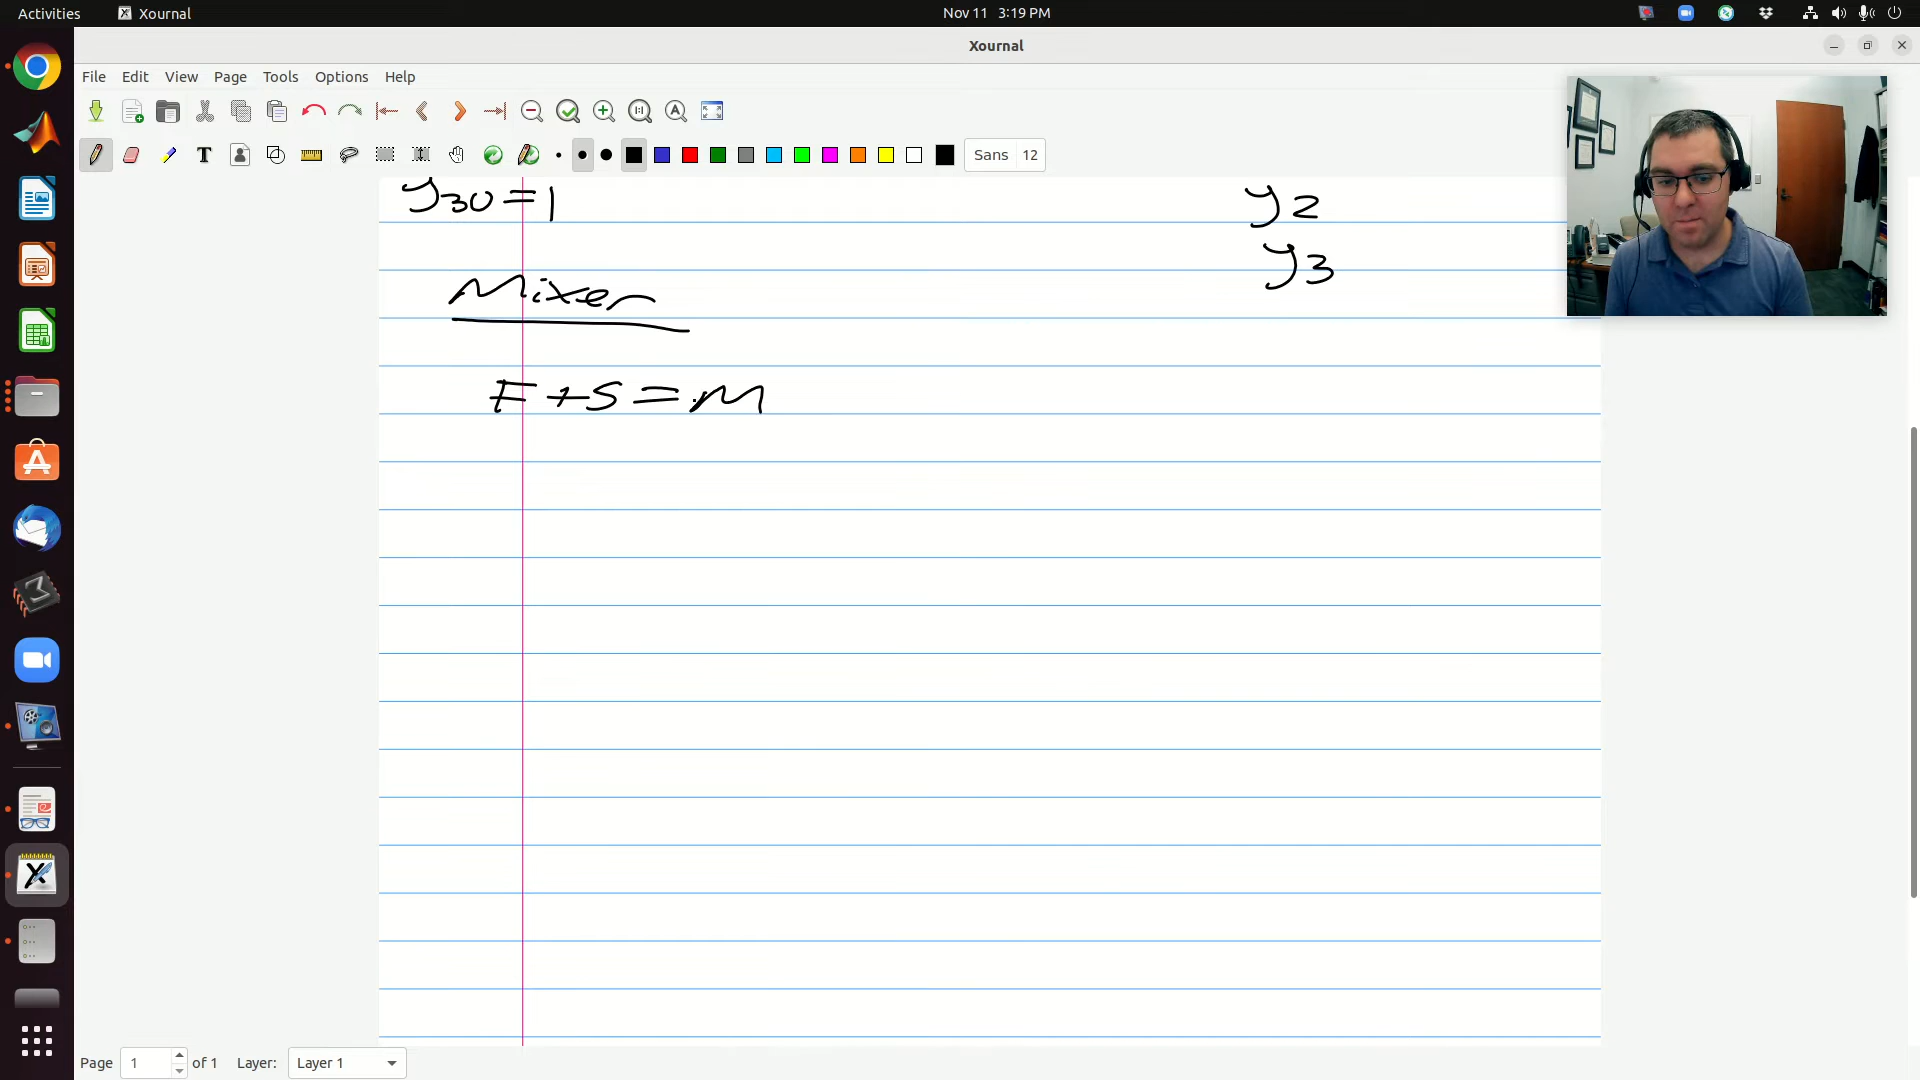 Activities Xournal Nov 11 3:19 PM
Xournal
File Edit View Page Tools Options Help
Sans 12
y30 = 1
y2
y3
Mixer
F + S = M
Page 1 of 1 Layer: Layer 1